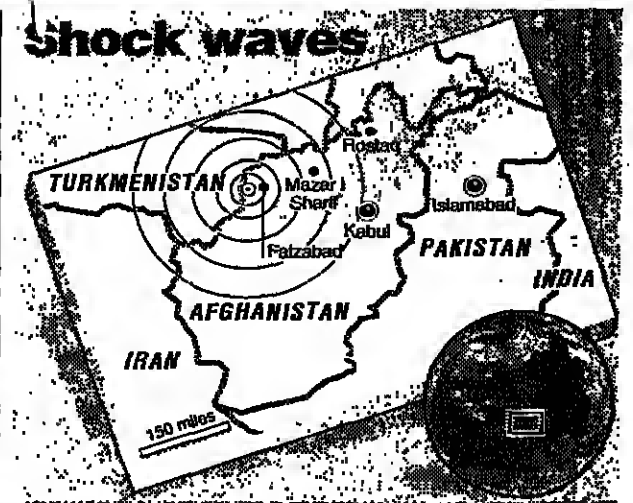 Shock waves
Rostaq
TURKMENISTAN
Mazar I
Sharif
Islamabad
Kabul
Faizabad
PAKISTAN
INDIA
AFGHANISTAN
IRAN
150 miles